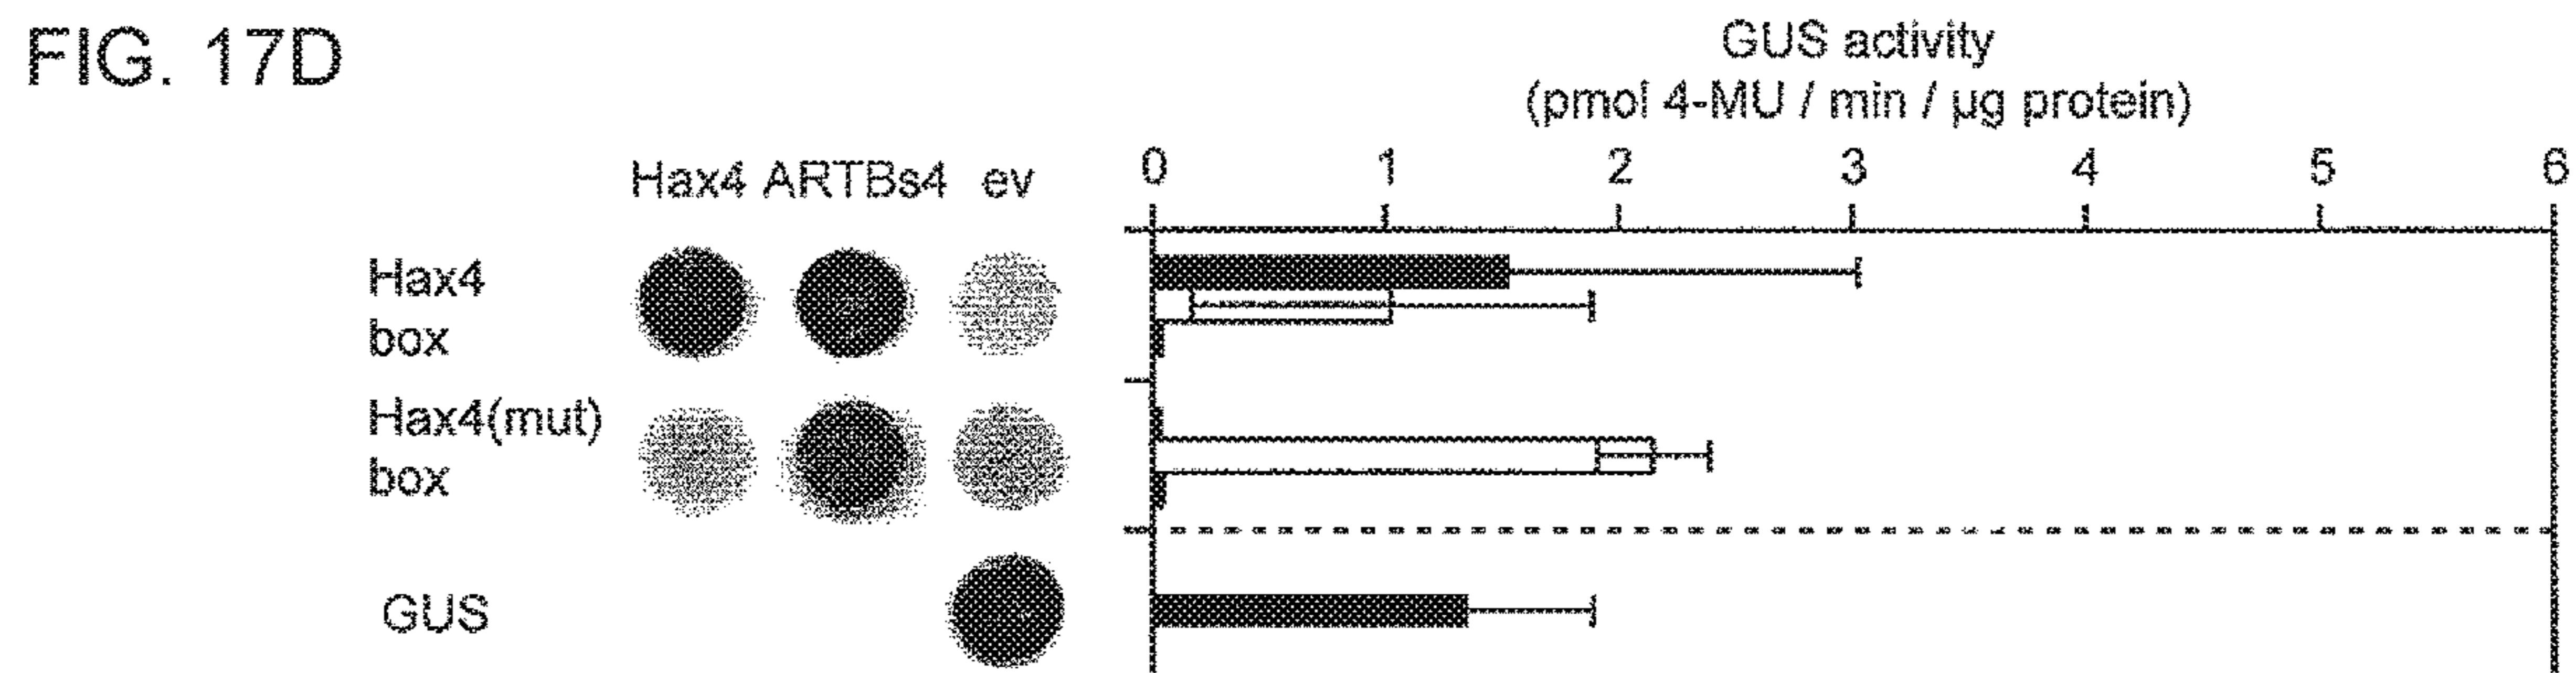 FIG. 17D
GUS activity
(pmol 4-MU / min / µg protein)
Hax4 ARTBs4 ev
0 1 2 3 4 5 6
Hax4
box
Hax4(mut)
box
GUS